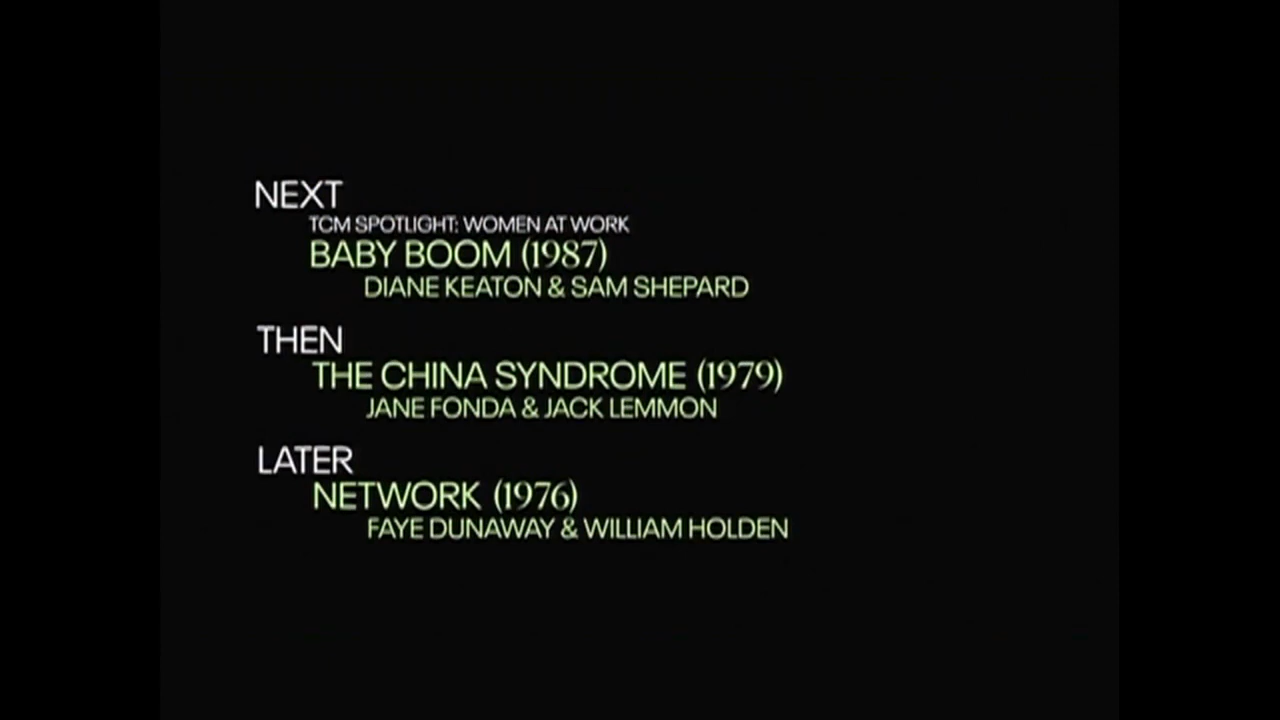 NEXT
TCM SPOTLIGHT: WOMEN AT WORK
BABY BOOM (1987)
DIANE KEATON & SAM SHEPARD
THEN
THE CHINA SYNDROME (1979)
JANE FONDA & JACK LEMMON
LATER
NETWORK (1976)
FAYE DUNAWAY & WILLIAM HOLDEN